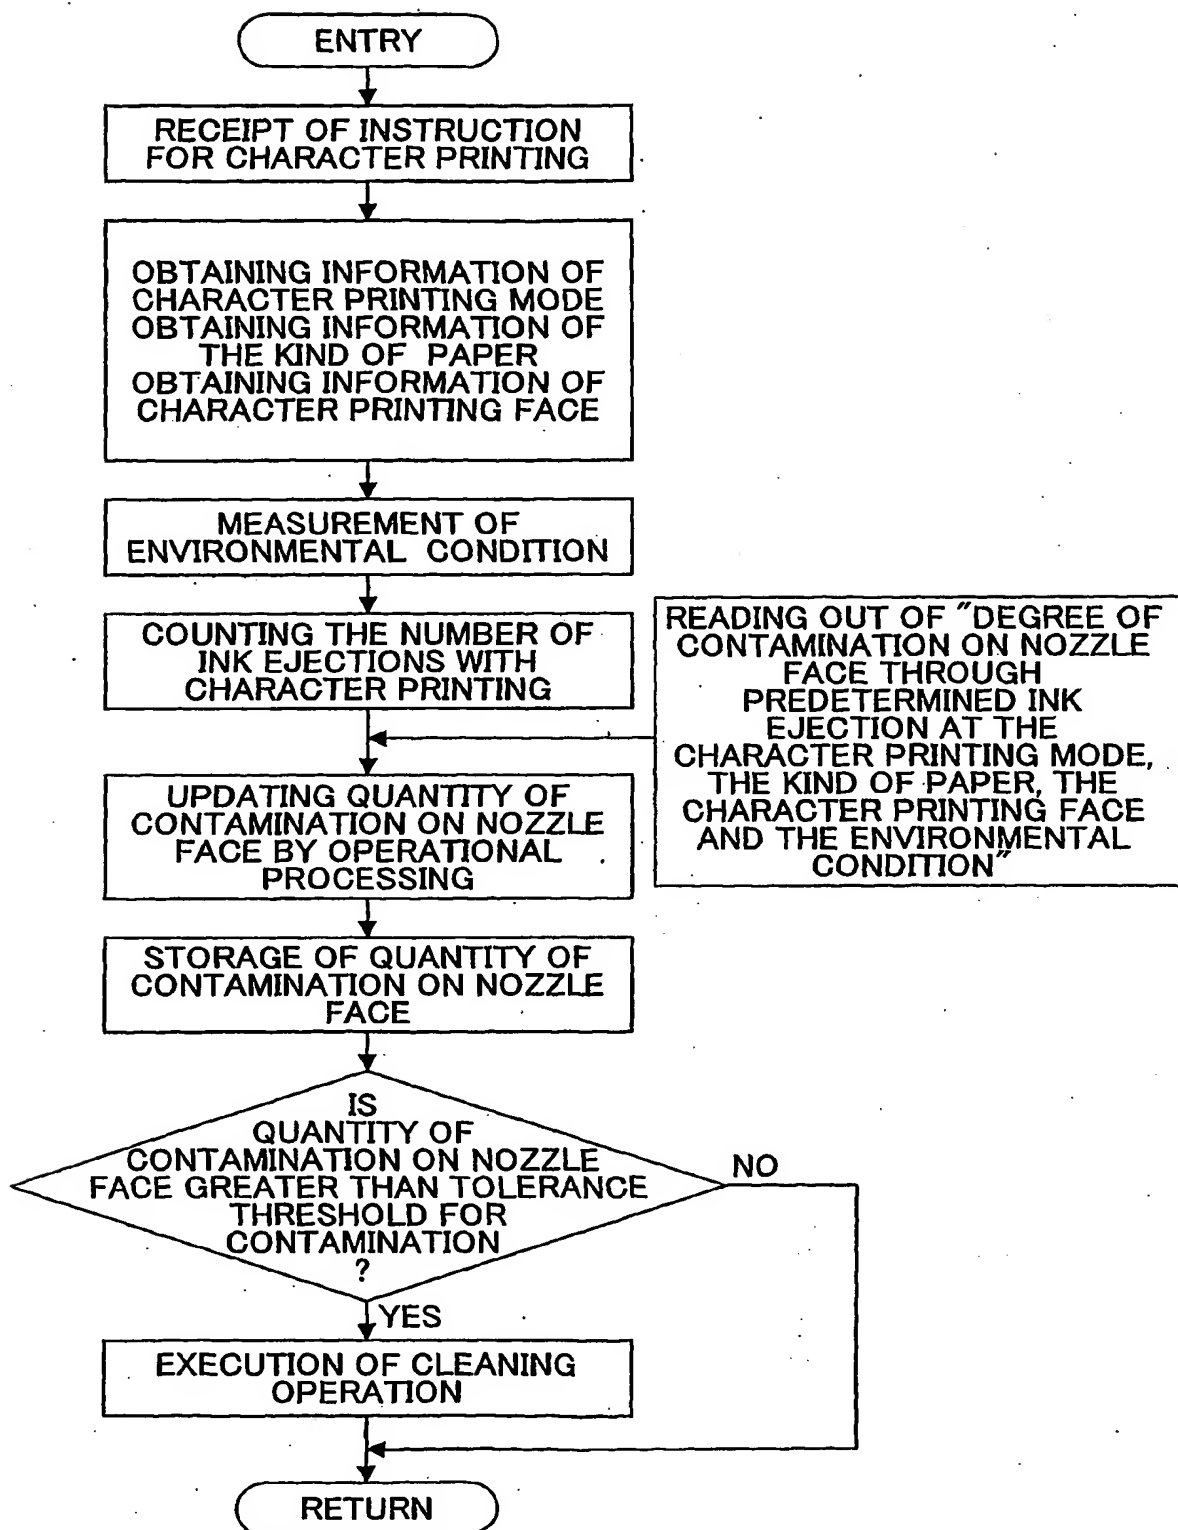 ENTRY
RECEIPT OF INSTRUCTION
FOR CHARACTER PRINTING
OBTAINING INFORMATION OF
CHARACTER PRINTING MODE
OBTAINING INFORMATION OF
THE KIND OF PAPER
OBTAINING INFORMATION OF
CHARACTER PRINTING FACE
MEASUREMENT OF
ENVIRONMENTAL CONDITION
COUNTING THE NUMBER OF
INK EJECTIONS WITH
CHARACTER PRINTING
READING OUT OF "DEGREE OF
CONTAMINATION ON NOZZLE
FACE THROUGH
PREDETERMINED INK
EJECTION AT THE
CHARACTER PRINTING MODE,
THE KIND OF PAPER, THE
CHARACTER PRINTING FACE
AND THE ENVIRONMENTAL
CONDITION"
UPDATING QUANTITY OF
CONTAMINATION ON NOZZLE
FACE BY OPERATIONAL
PROCESSING
STORAGE OF QUANTITY OF
CONTAMINATION ON NOZZLE
FACE
IS
QUANTITY OF
CONTAMINATION ON NOZZLE
FACE GREATER THAN TOLERANCE
THRESHOLD FOR
CONTAMINATION
?
NO
YES
EXECUTION OF CLEANING
OPERATION
RETURN